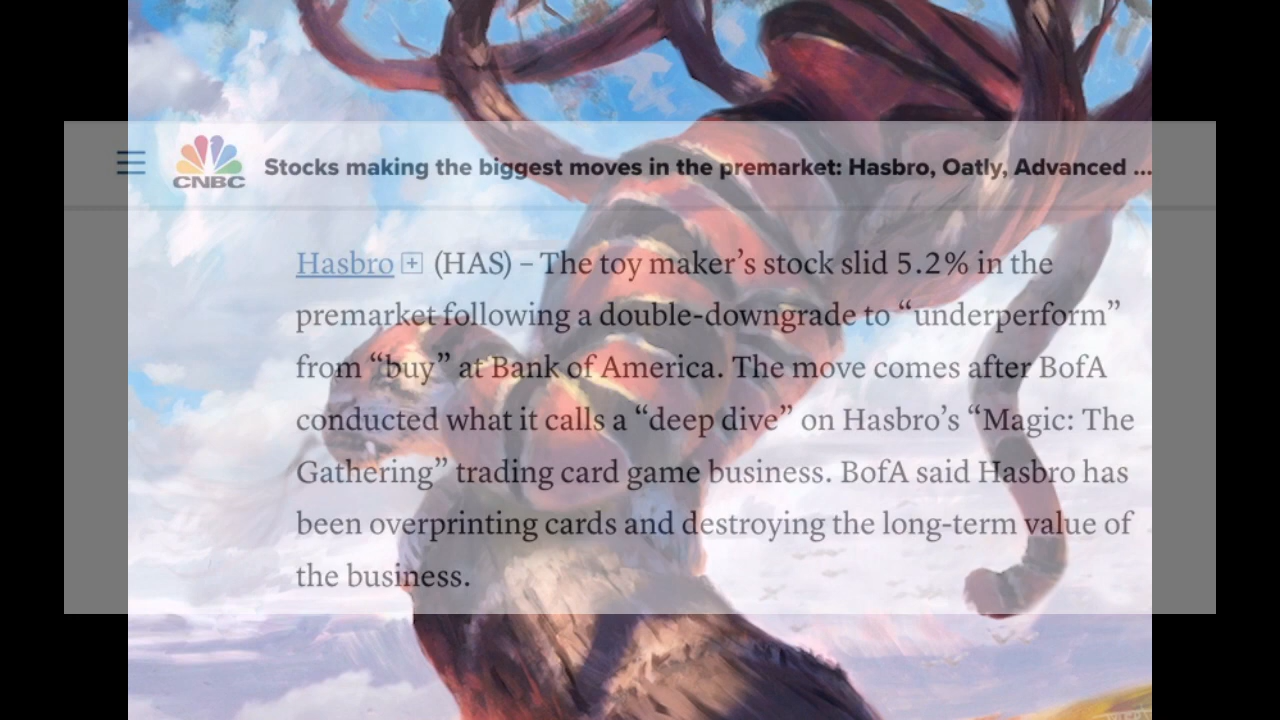 CNBC
Stocks making the biggest moves in the premarket: Hasbro, Oatly, Advanced ...
Hasbro + (HAS) – The toy maker’s stock slid 5.2% in the
premarket following a double-downgrade to “underperform”
from “buy” at Bank of America. The move comes after BofA
conducted what it calls a “deep dive” on Hasbro’s “Magic: The
Gathering” trading card game business. BofA said Hasbro has
been overprinting cards and destroying the long-term value of
the business.